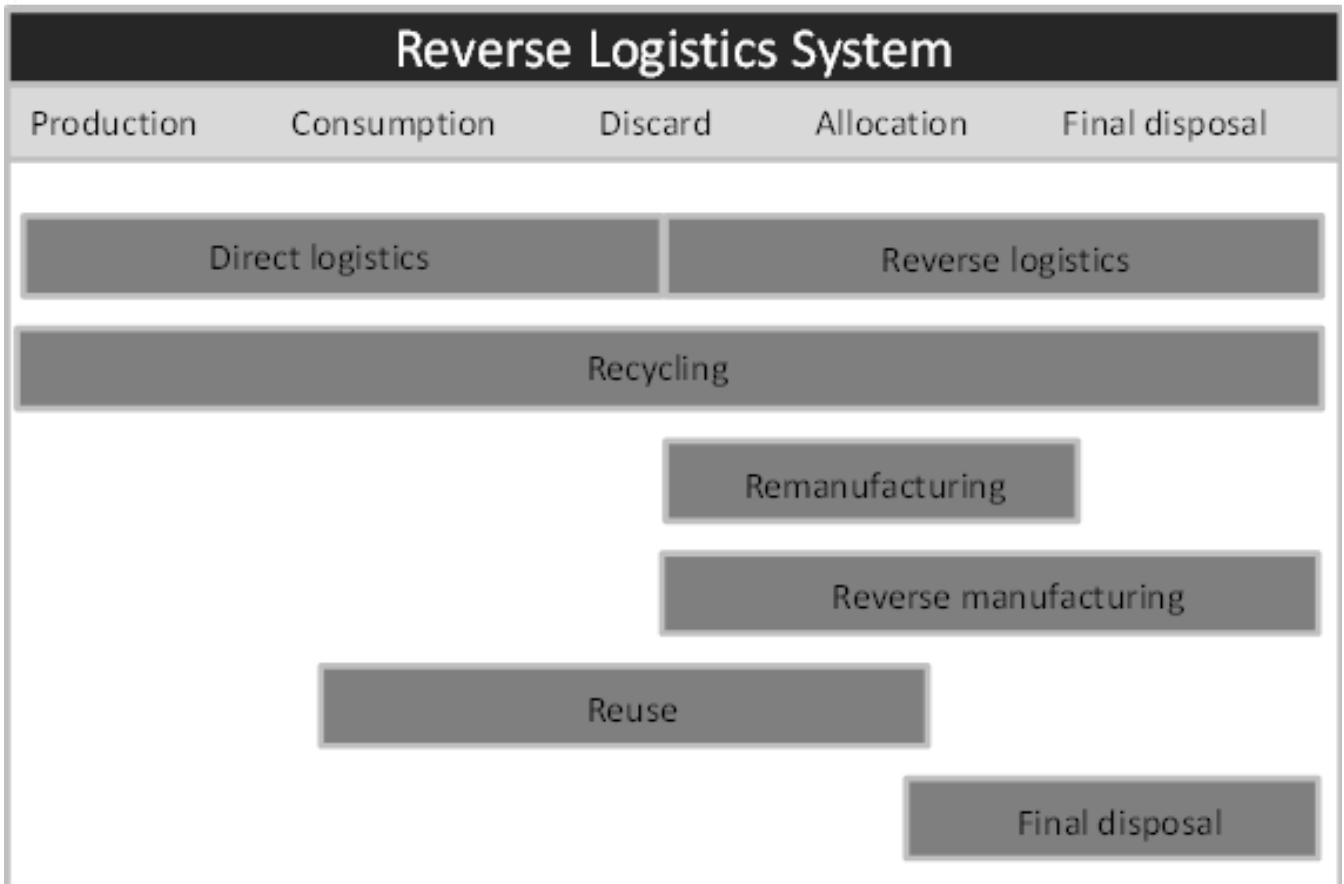 Reverse Logistics System
Production Consumption Discard Allocation Final disposal
Direct logistics Reverse logistics
Recycling
Remanufacturing
Reverse manufacturing
Reuse
Final disposal